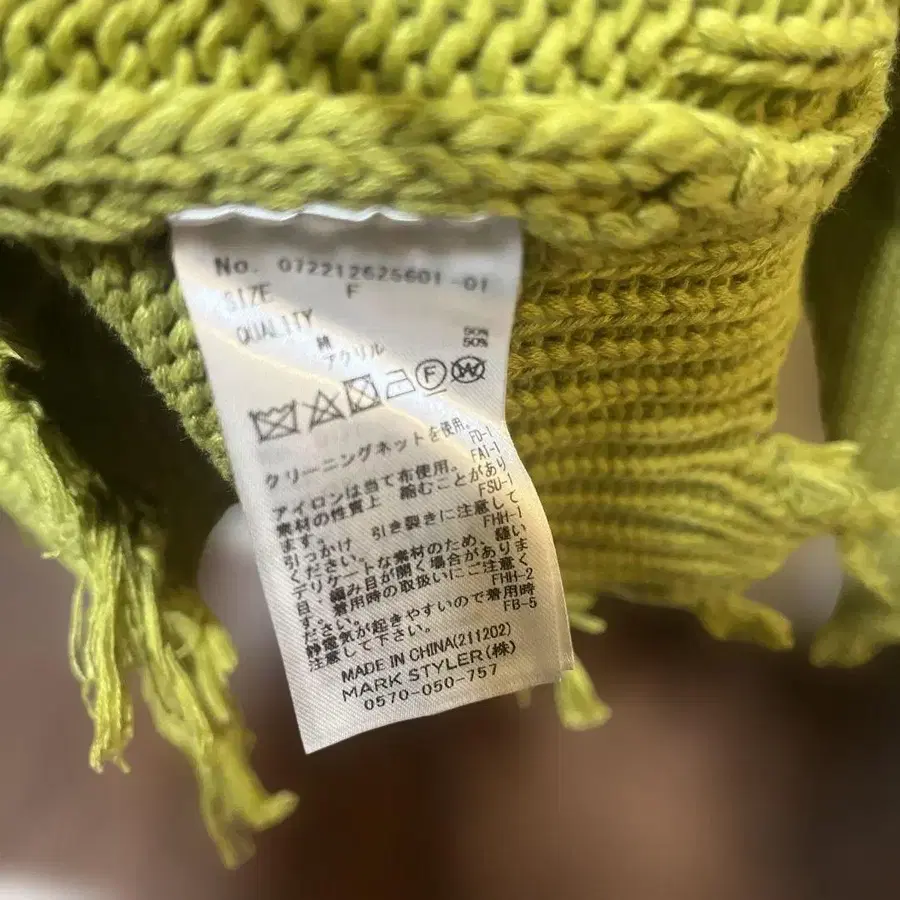 No. 072212625601-01
SIZE F
QUALITY
綿 50%
アクリル 50%
F W
クリーニングネットを使用。 FD-1
アイロンは当て布使用。 FAI-1
素材の性質上 縮むことがあり
ます。 FSU-1
引っかけ 引き裂きに注意して
ください。 FHH-1
デリケートな素材のため、縫い
目、編み目が開く場合がありま
す、着用時の取扱いにご注意く
ださい。 FHH-2
静電気が起きやすいので着用時
注意して下さい。 FB-5
MADE IN CHINA(211202)
MARK STYLER(株)
0570-050-757